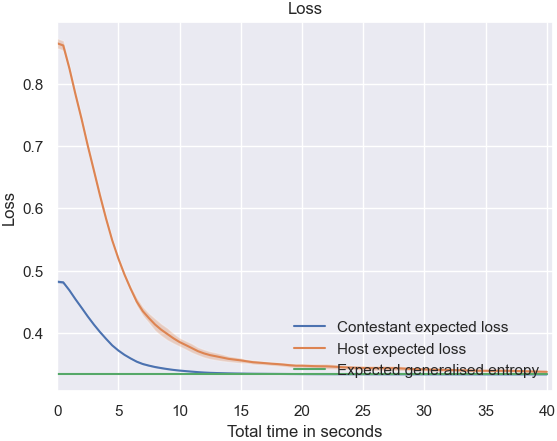 Loss
Loss
0.8
0.7
0.6
0.5
0.4
Contestant expected loss
Host expected loss
Expected generalised entropy
0 5 10 15 20 25 30 35 40
Total time in seconds